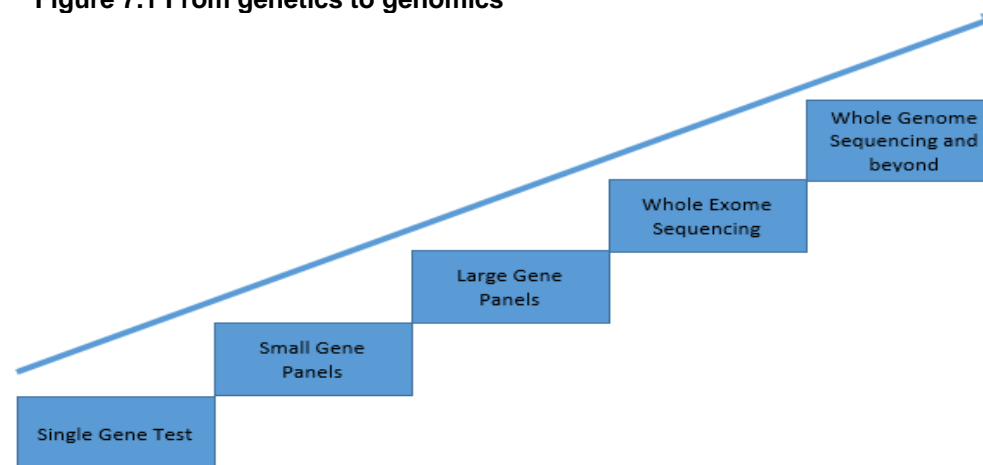 Figure 7.1 From genetics to genomics
Whole Genome
Sequencing and
beyond
Whole Exome
Sequencing
Large Gene
Panels
Small Gene
Panels
Single Gene Test